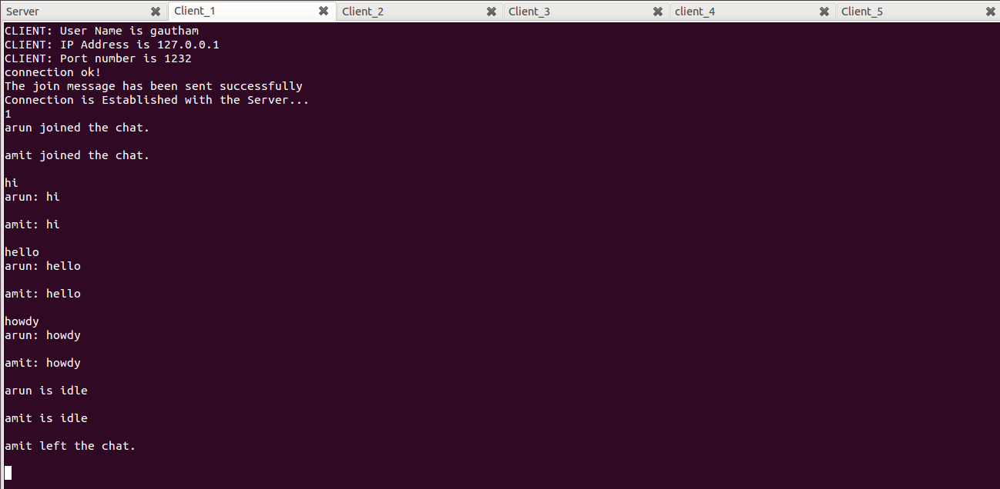 Server
Client_1
Client_2
Client_3
client_4
Client_5
CLIENT: User Name is gautham
CLIENT: IP Address is 127.0.0.1
CLIENT: Port number is 1232
connection ok!
The join message has been sent successfully
Connection is Established with the Server...
1
arun joined the chat.
amit joined the chat.
hi
arun: hi
amit: hi
hello
arun: hello
amit: hello
howdy
arun: howdy
amit: howdy
arun is idle
amit is idle
amit left the chat.